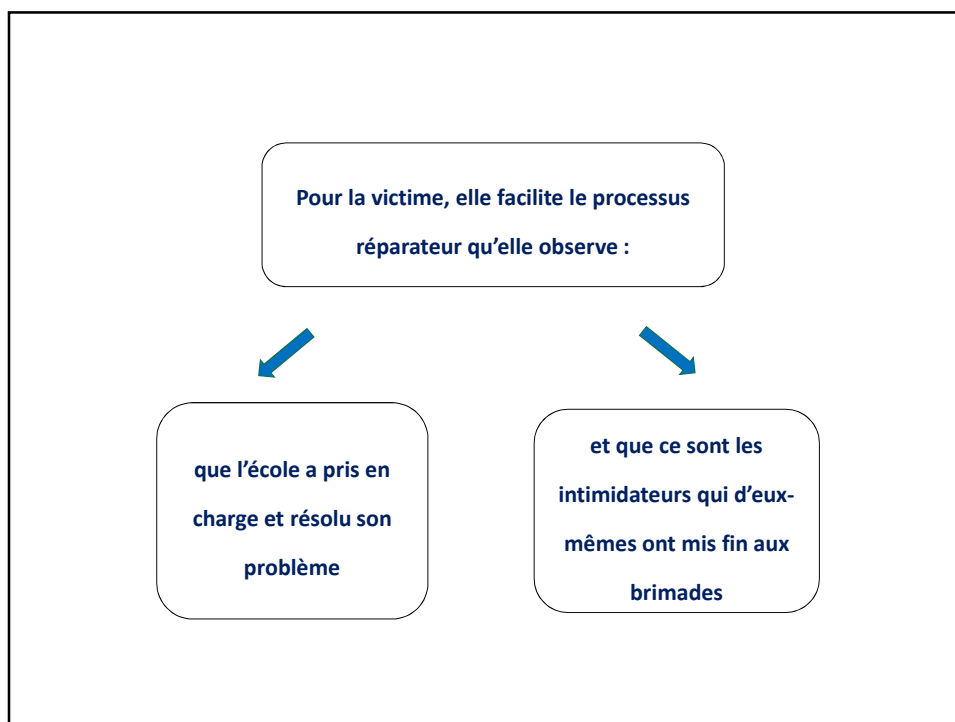 Pour la victime, elle facilite le processus
réparateur qu’elle observe :
que l’école a pris en
charge et résolu son
problème
et que ce sont les
intimidateurs qui d’eux-
mêmes ont mis fin aux
brimades